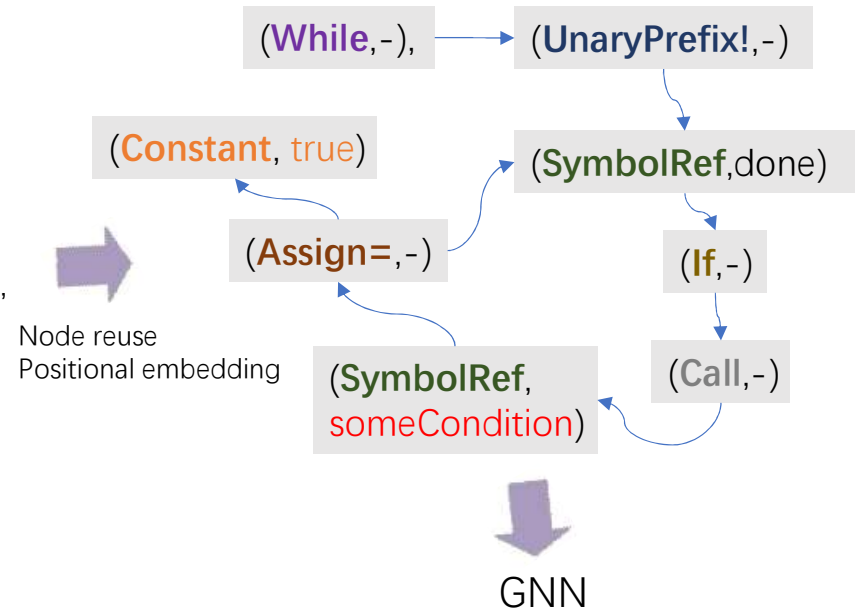 (While,-),
(UnaryPrefix!,-)
(Constant, true)
(SymbolRef,done)
(Assign=,-)
(If,-)
,
Node reuse
Positional embedding
(SymbolRef,
someCondition)
(Call,-)
GNN